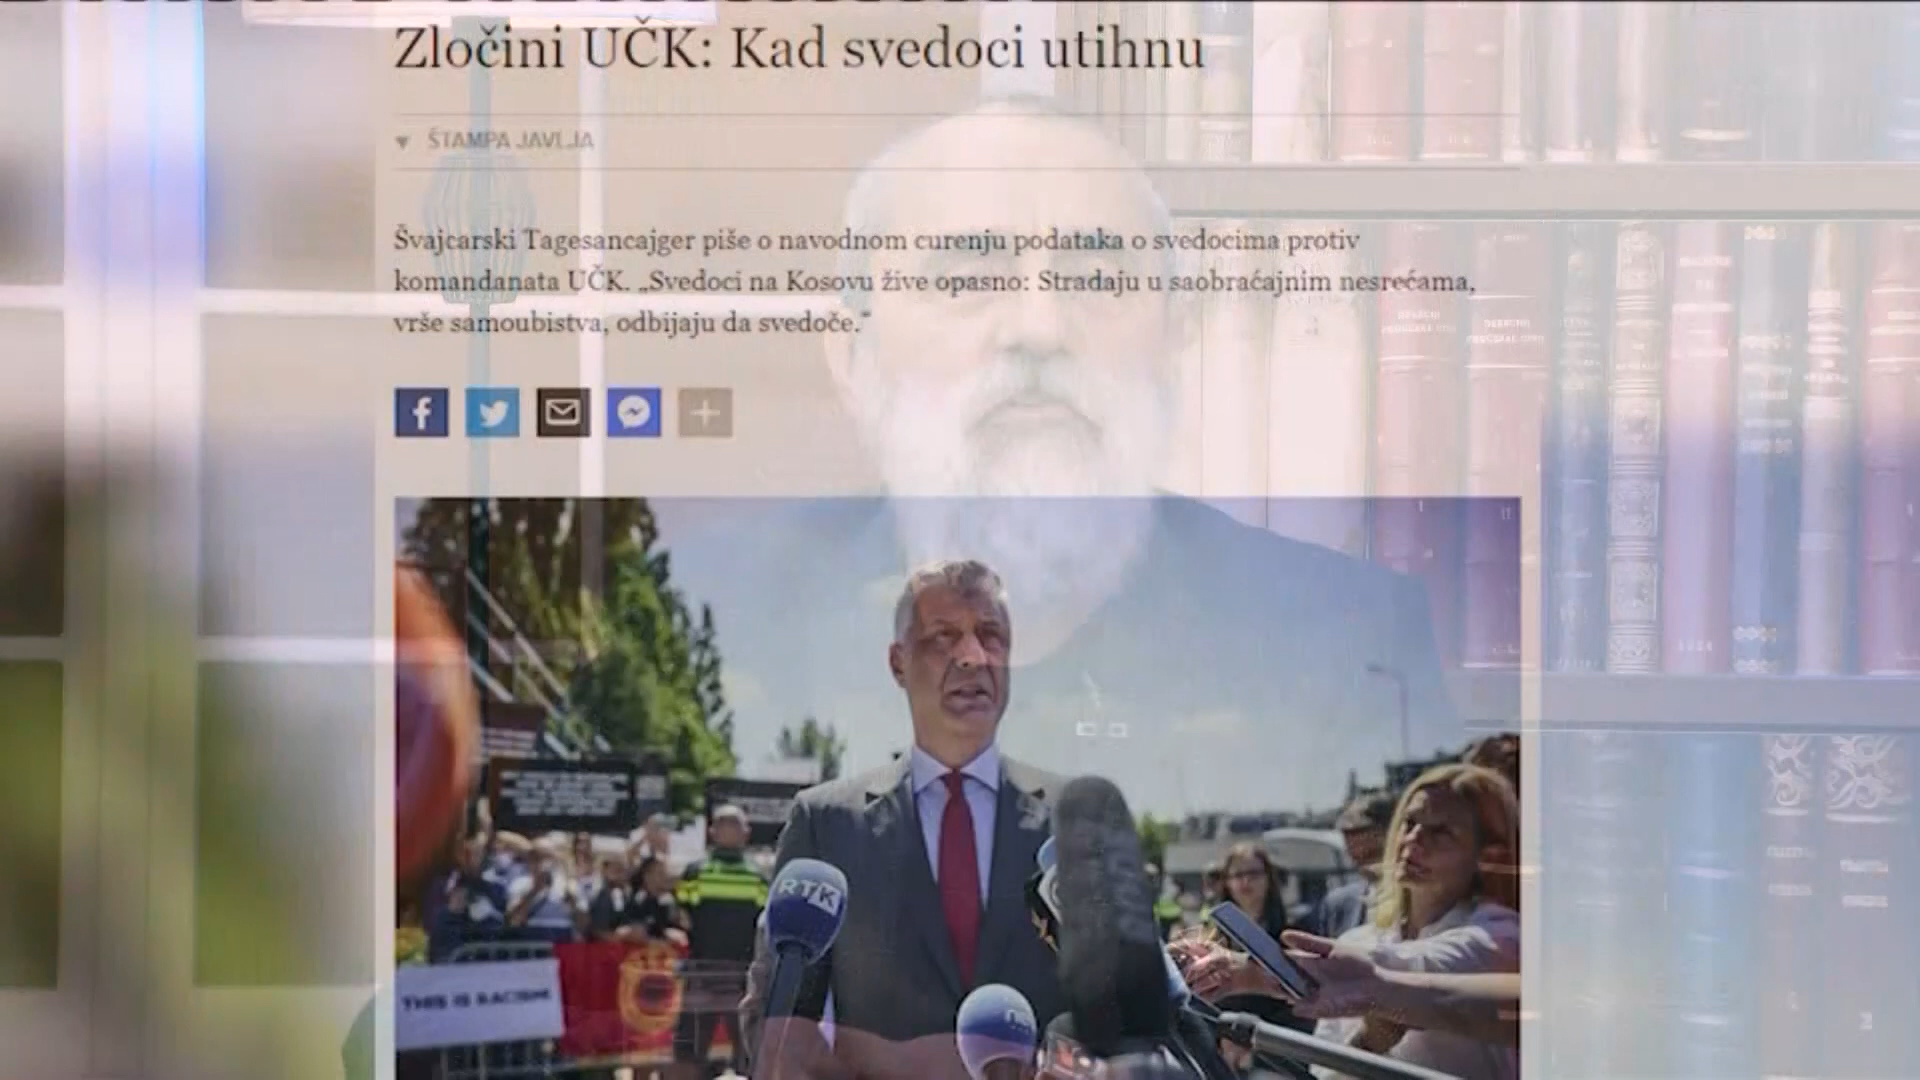 Zločini UČK: Kad svedoci utihnu
ŠTAMPA JAVLJA
Švajcarski Tagesancajger piše o navodnom curenju podataka o svedocima protiv
komandanata UČK. „Svedoci na Kosovu žive opasno: Stradaju u saobraćajnim nesrećama,
vrše samoubistva, odbijaju da svedoče.“
RTK
THIS IS RACISM